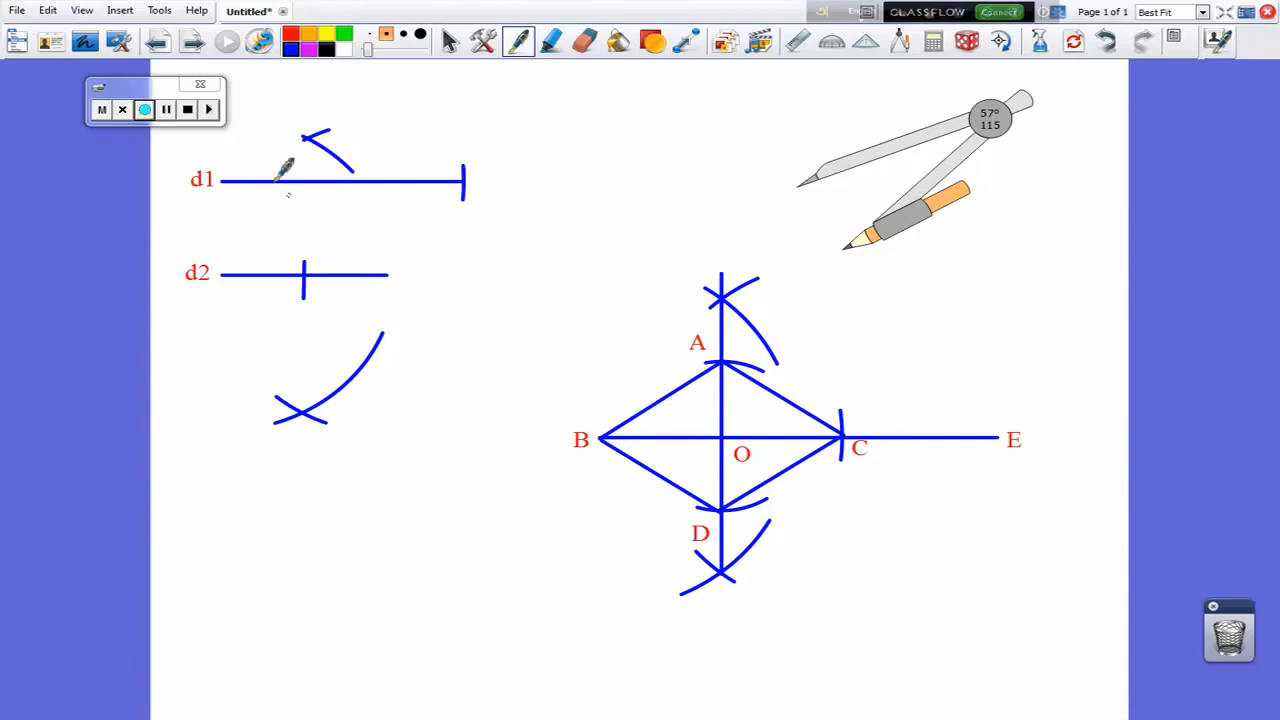 File Edit View Insert Tools Help Untitled* CLASSFLOW Connect Page 1 of 1 Best Fit
M
57°
115
d1
d2
A
B
E
C
O
D